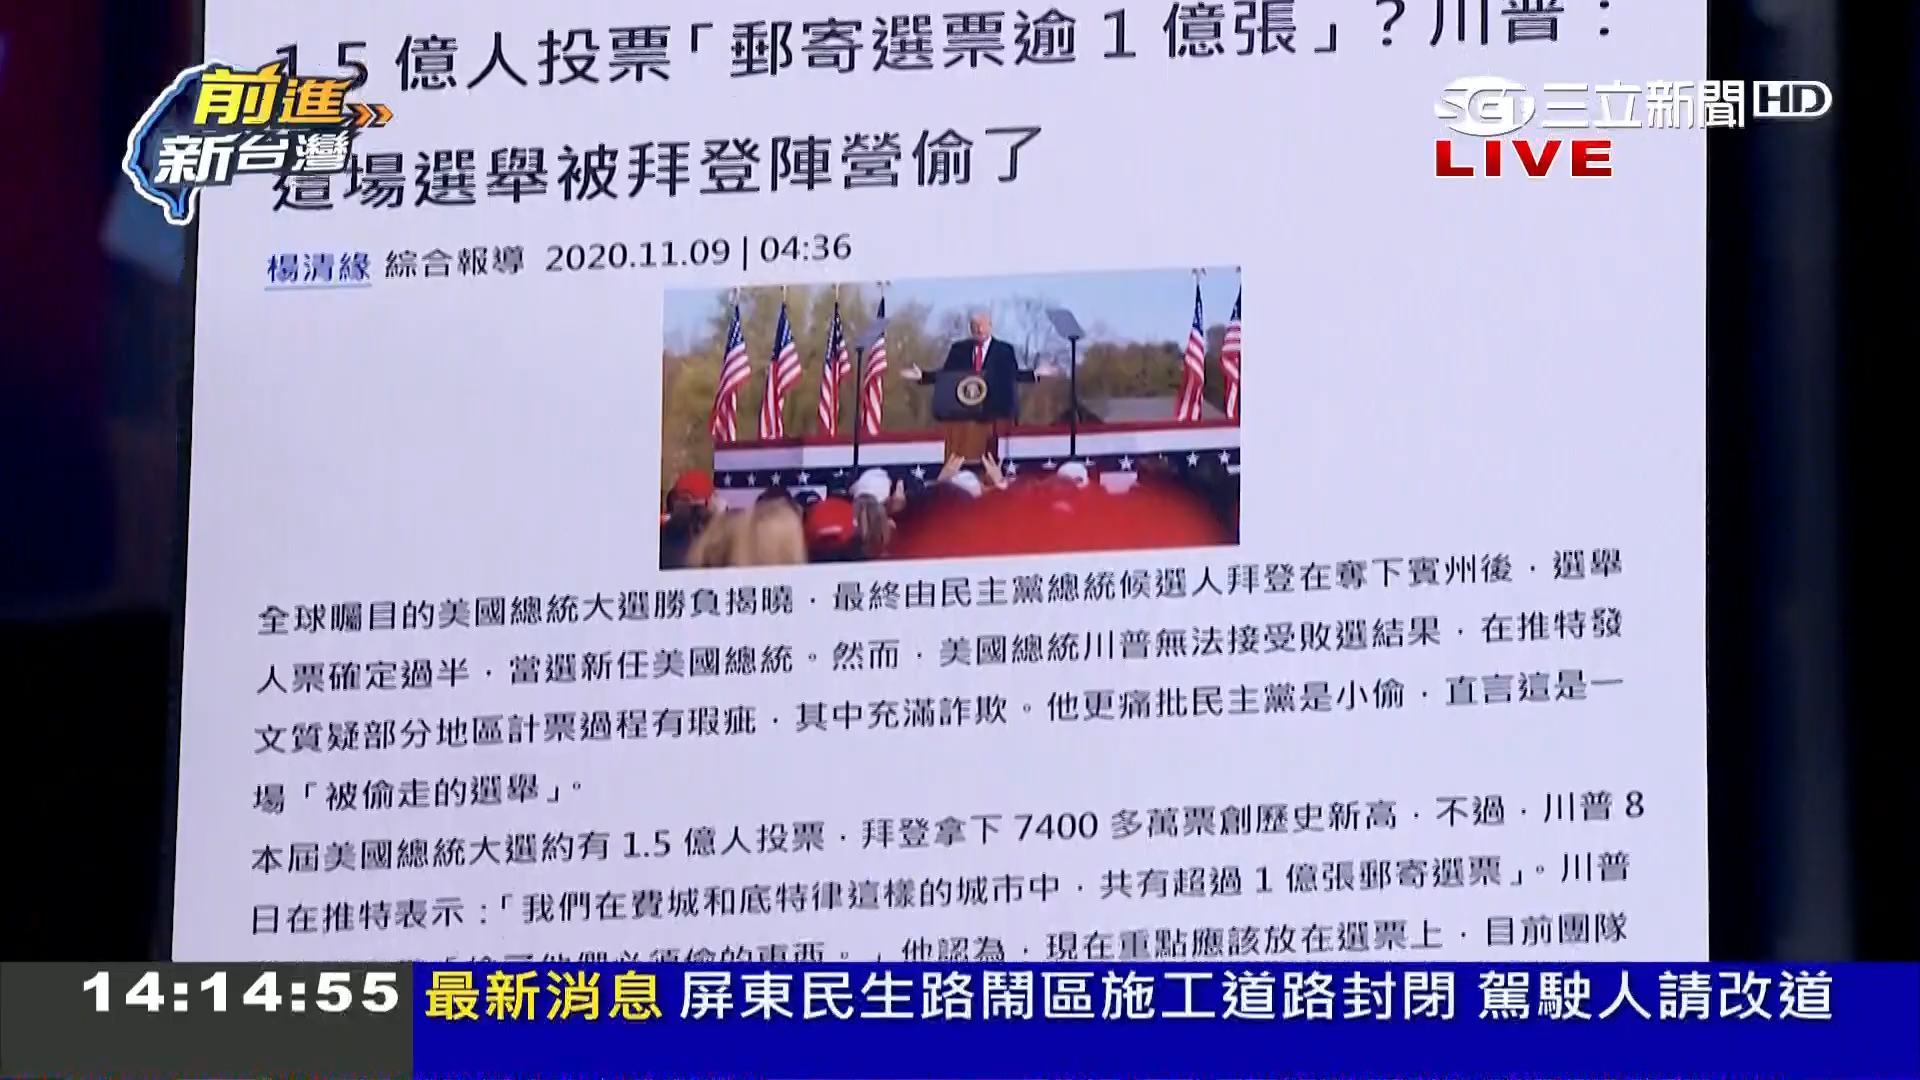 1.5 億人投票「郵寄選票逾 1 億張」?川普:
這場選舉被拜登陣營偷了
前進
新台灣
SET 三立新聞 HD
LIVE
楊清緣 綜合報導 2020.11.09 | 04:36
全球矚目的美國總統大選勝負揭曉,最終由民主黨總統候選人拜登在奪下賓州後,選舉
人票確定過半,當選新任美國總統。然而,美國總統川普無法接受敗選結果,在推特發
文質疑部分地區計票過程有瑕疵,其中充滿詐欺。他更痛批民主黨是小偷,直言這是一
場「被偷走的選舉」。
本屆美國總統大選約有 1.5 億人投票,拜登拿下 7400 多萬票創歷史新高,不過,川普 8
日在推特表示:「我們在費城和底特律這樣的城市中,共有超過 1 億張郵寄選票」。川普
他們必須偷的東西。」他認為,現在重點應該放在選票上,目前團隊
14:14:55 最新消息 屏東民生路鬧區施工道路封閉 駕駛人請改道